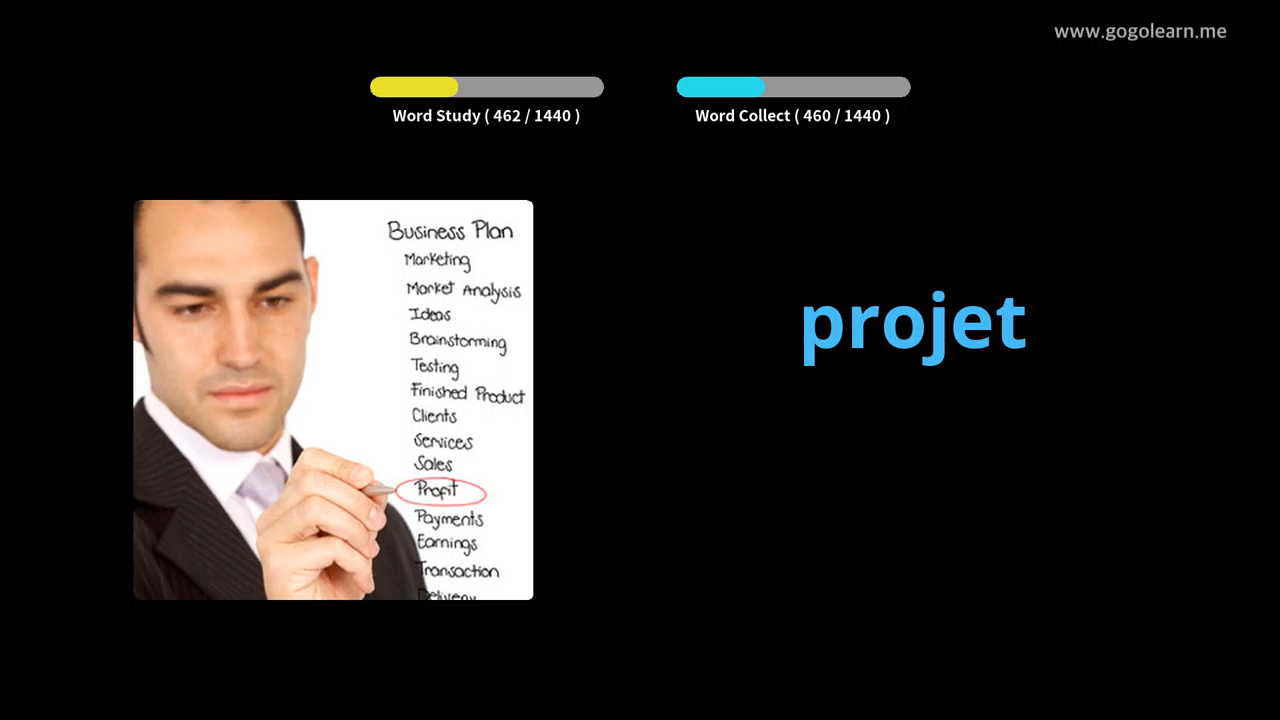 www.gogolearn.me
Word Study ( 462 / 1440 )
Word Collect ( 460 / 1440 )
Business Plan
Marketing
Market Analysis
Ideas
Brainstorming
Testing
Finished Product
Clients
Services
Sales
Profit
Payments
Earnings
Transaction
Delivery
projet